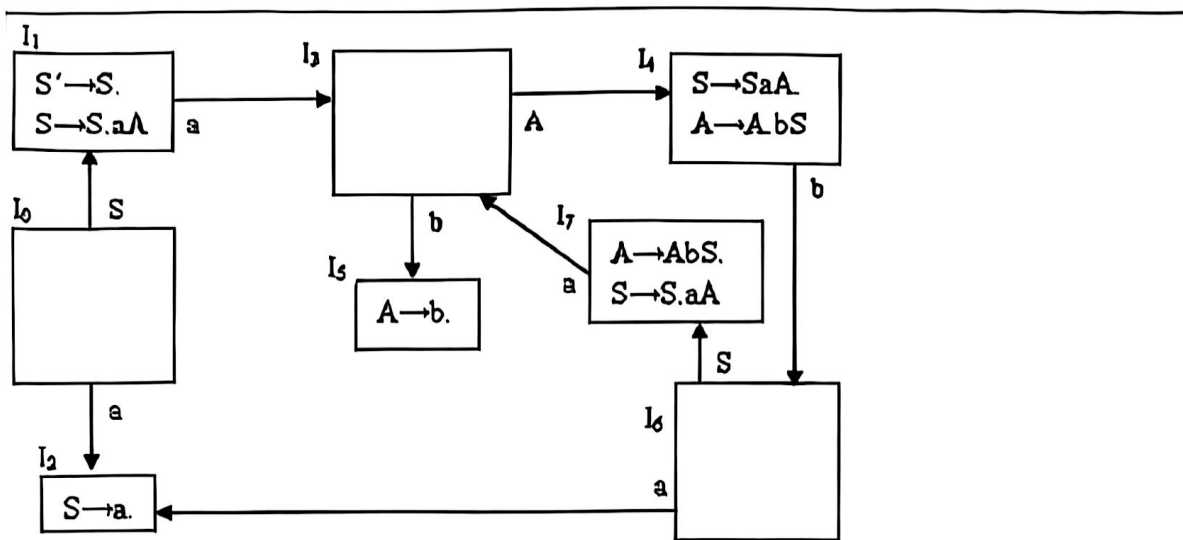 I₁
S′→S.
S→S.aA
a
I₃
A
I₄
S→SaA.
A→A.bS
b
I₀
S
a
I₂
S→a.
b
I₅
A→b.
I₇
A→AbS.
S→S.aA
a
S
I₆
a